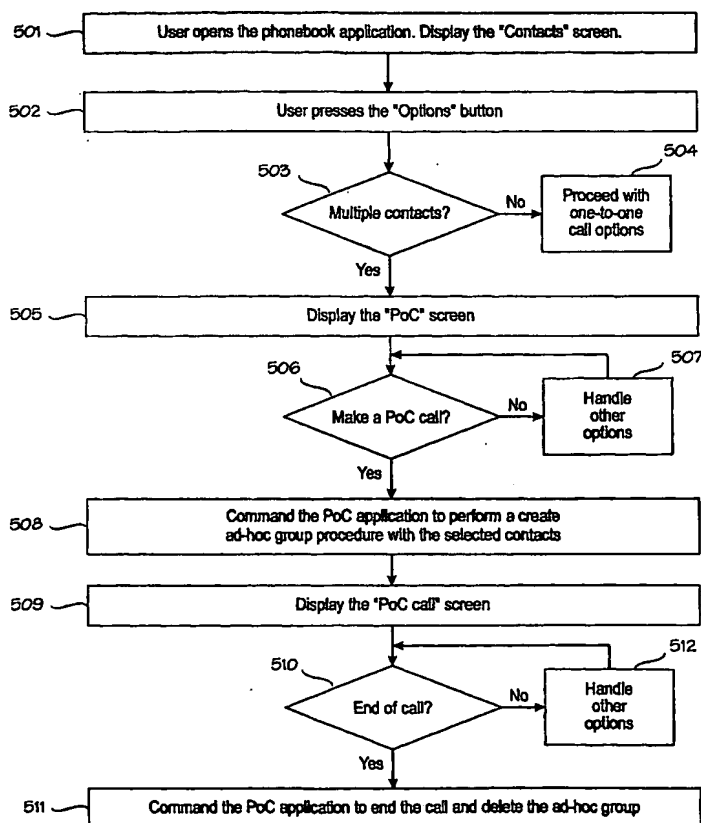 501
User opens the phonebook application. Display the "Contacts" screen.
502
User presses the "Options" button
503
Multiple contacts?
No
504
Proceed with
one-to-one
call options
Yes
505
Display the "PoC" screen
506
Make a PoC call?
No
507
Handle
other
options
Yes
508
Command the PoC application to perform a create
ad-hoc group procedure with the selected contacts
509
Display the "PoC call" screen
510
End of call?
No
512
Handle
other
options
Yes
511
Command the PoC application to end the call and delete the ad-hoc group